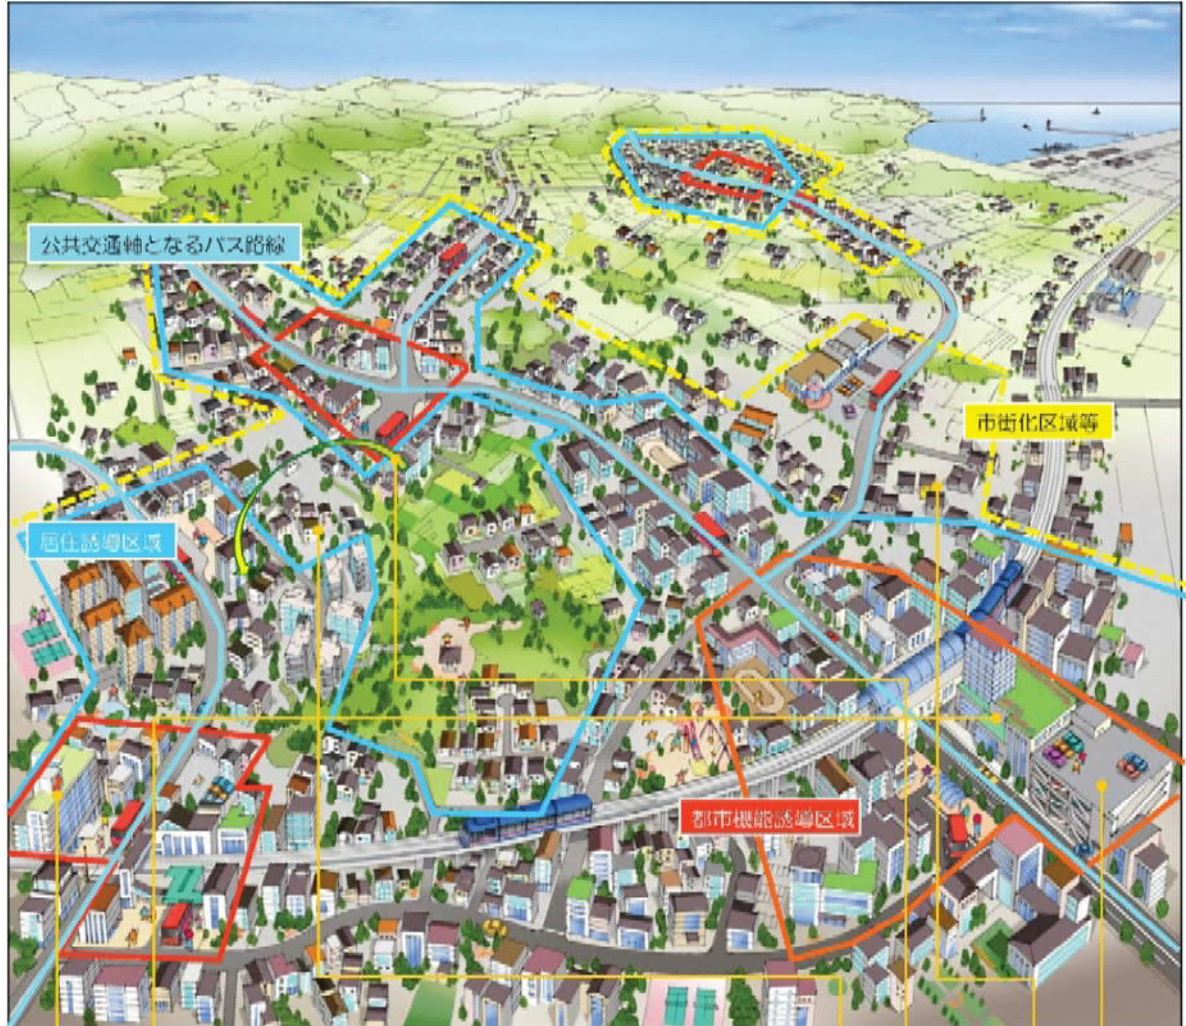 公共交通軸となるバス路線
市街化区域等
居住誘導区域
都市機能誘導区域